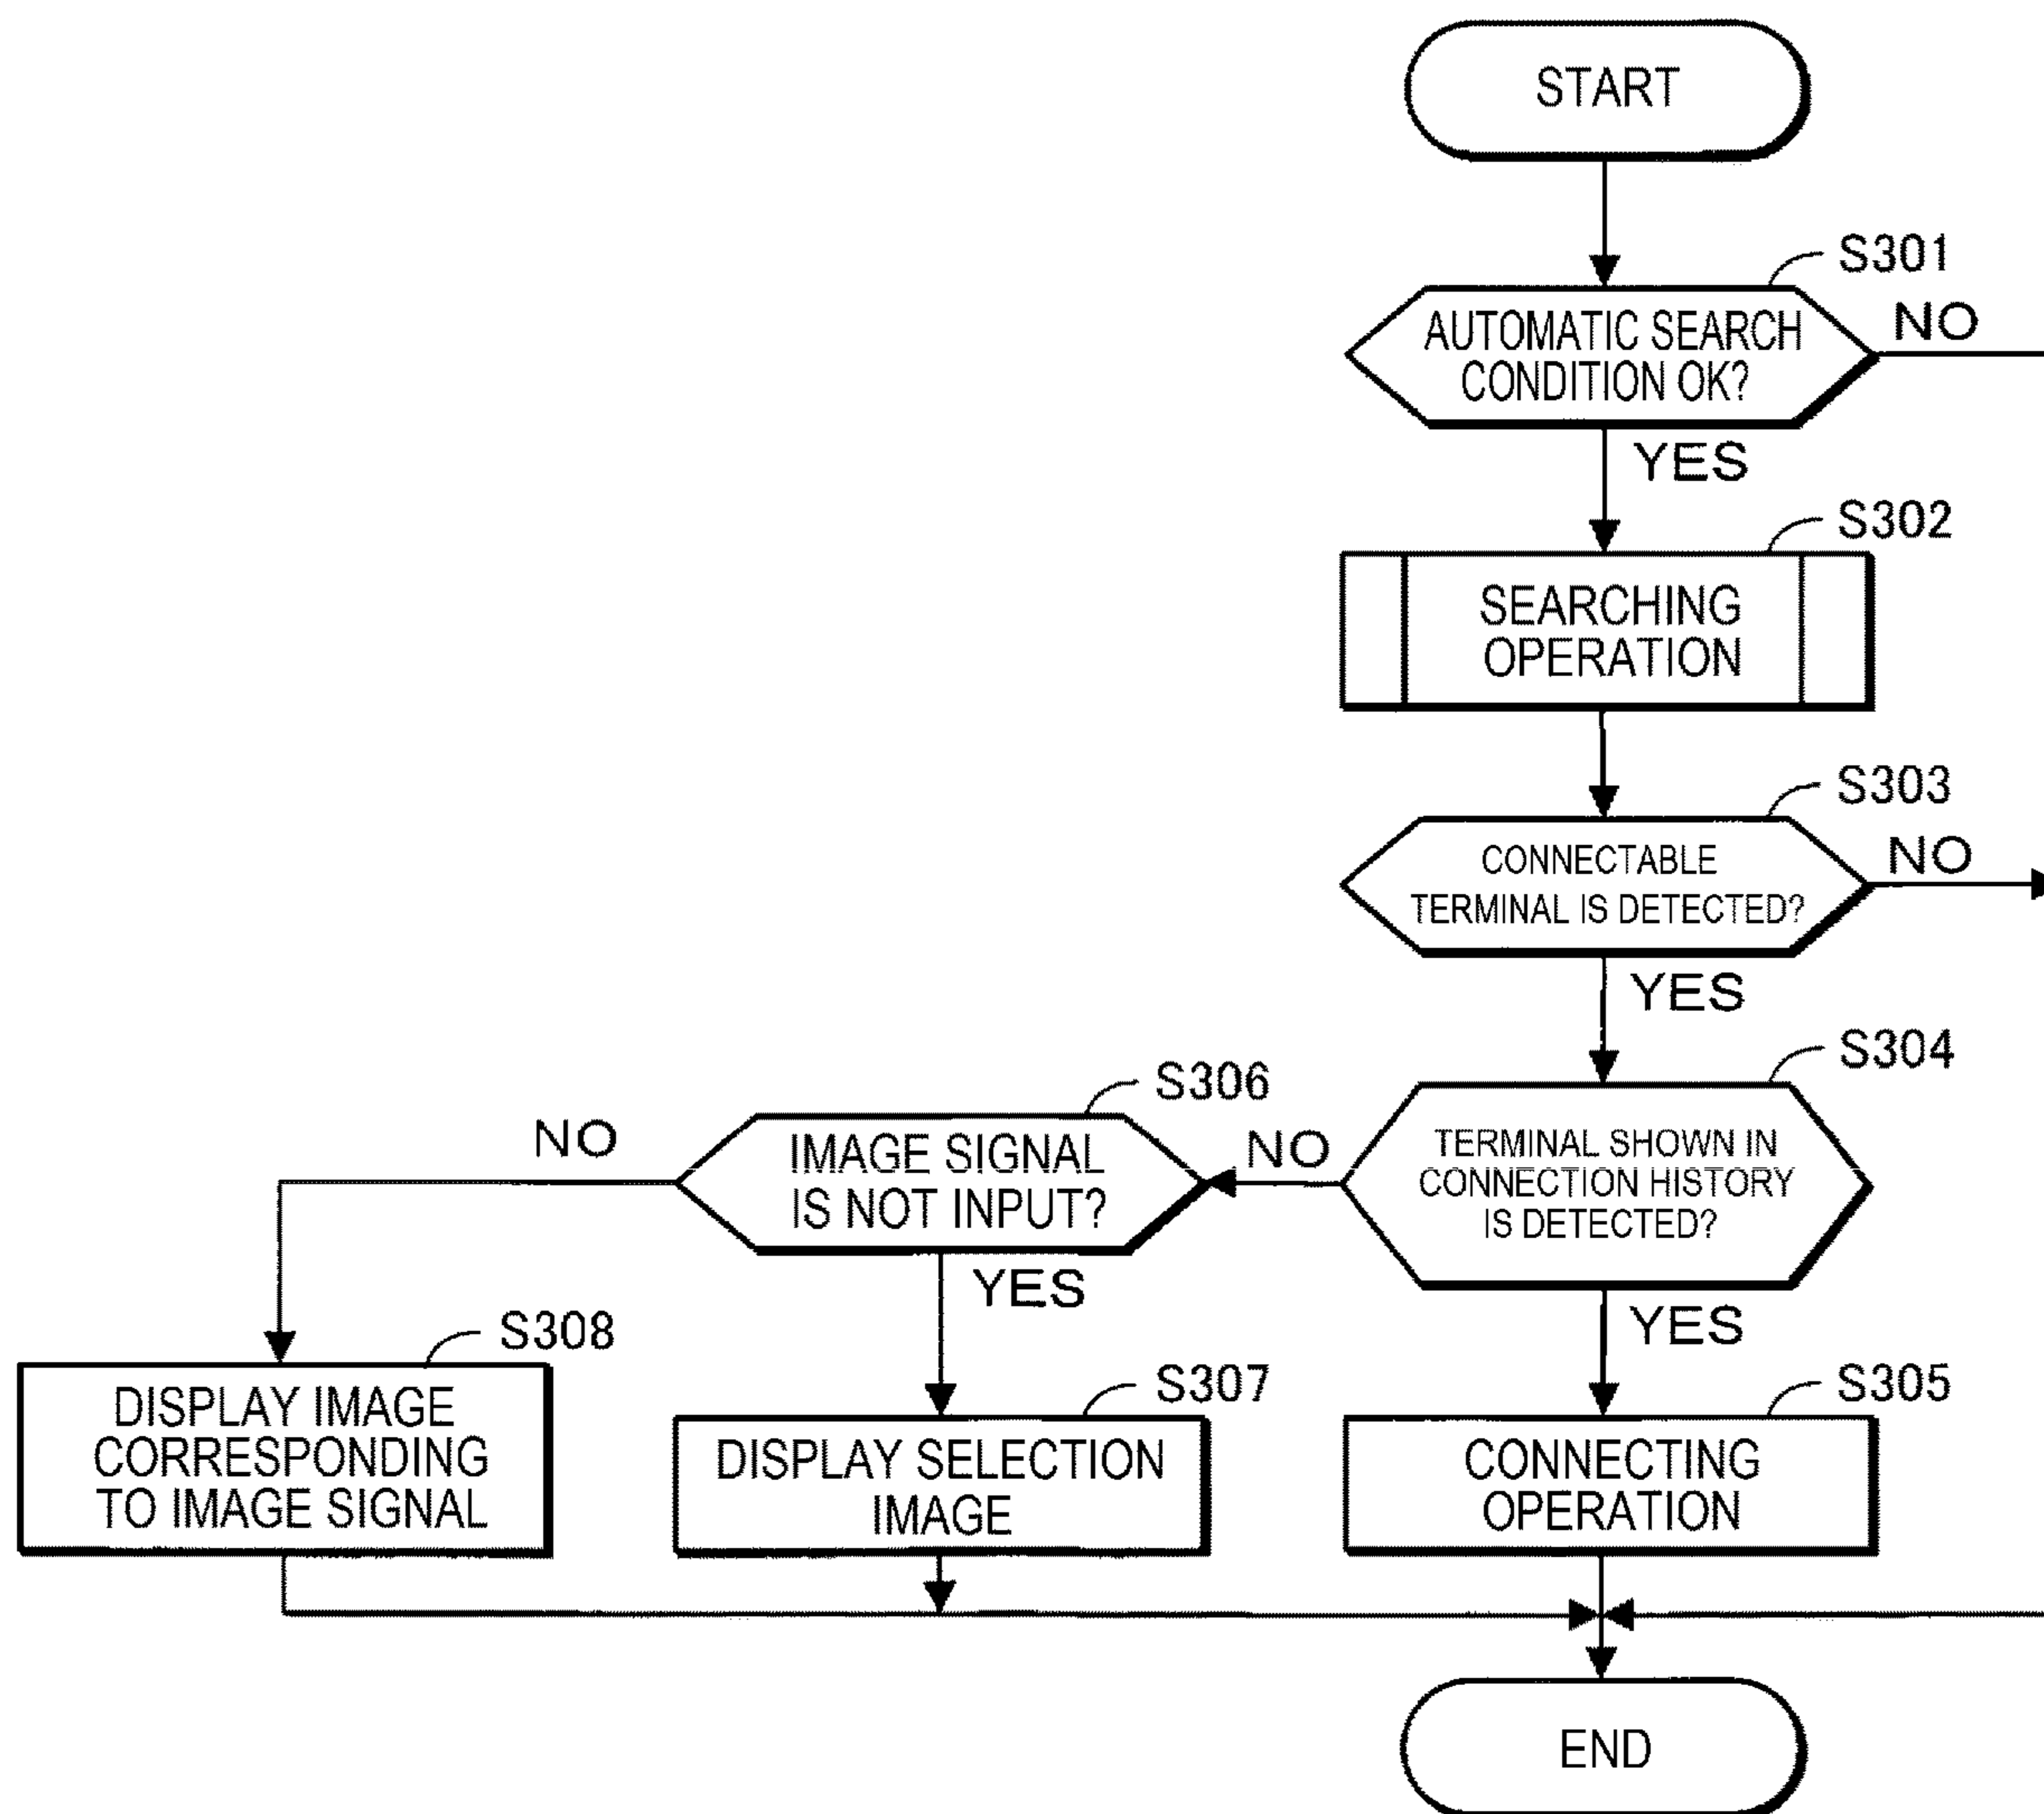 START
S301
AUTOMATIC SEARCH
CONDITION OK?
NO
YES
S302
SEARCHING
OPERATION
S303
CONNECTABLE
TERMINAL IS DETECTED?
NO
YES
S304
TERMINAL SHOWN IN
CONNECTION HISTORY
IS DETECTED?
NO
YES
S306
IMAGE SIGNAL
IS NOT INPUT?
NO
YES
S308
DISPLAY IMAGE
CORRESPONDING
TO IMAGE SIGNAL
S307
DISPLAY SELECTION
IMAGE
S305
CONNECTING
OPERATION
END